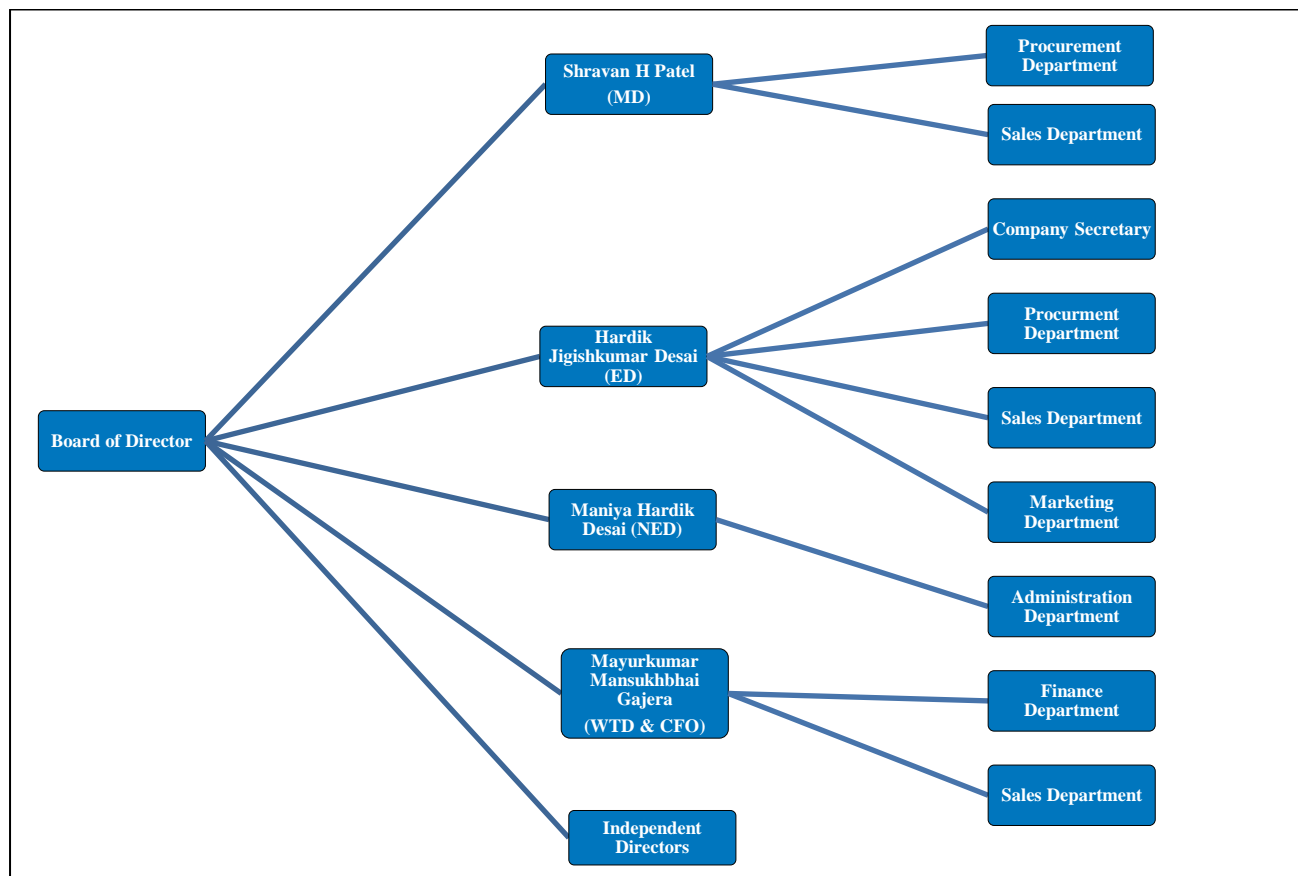 Board of Director
Shravan H Patel
(MD)
Hardik
Jigishkumar Desai
(ED)
Maniya Hardik
Desai (NED)
Mayurkumar
Mansukhbhai
Gajera
(WTD & CFO)
Independent
Directors
Procurement
Department
Sales Department
Company Secretary
Procurment
Department
Sales Department
Marketing
Department
Administration
Department
Finance
Department
Sales Department